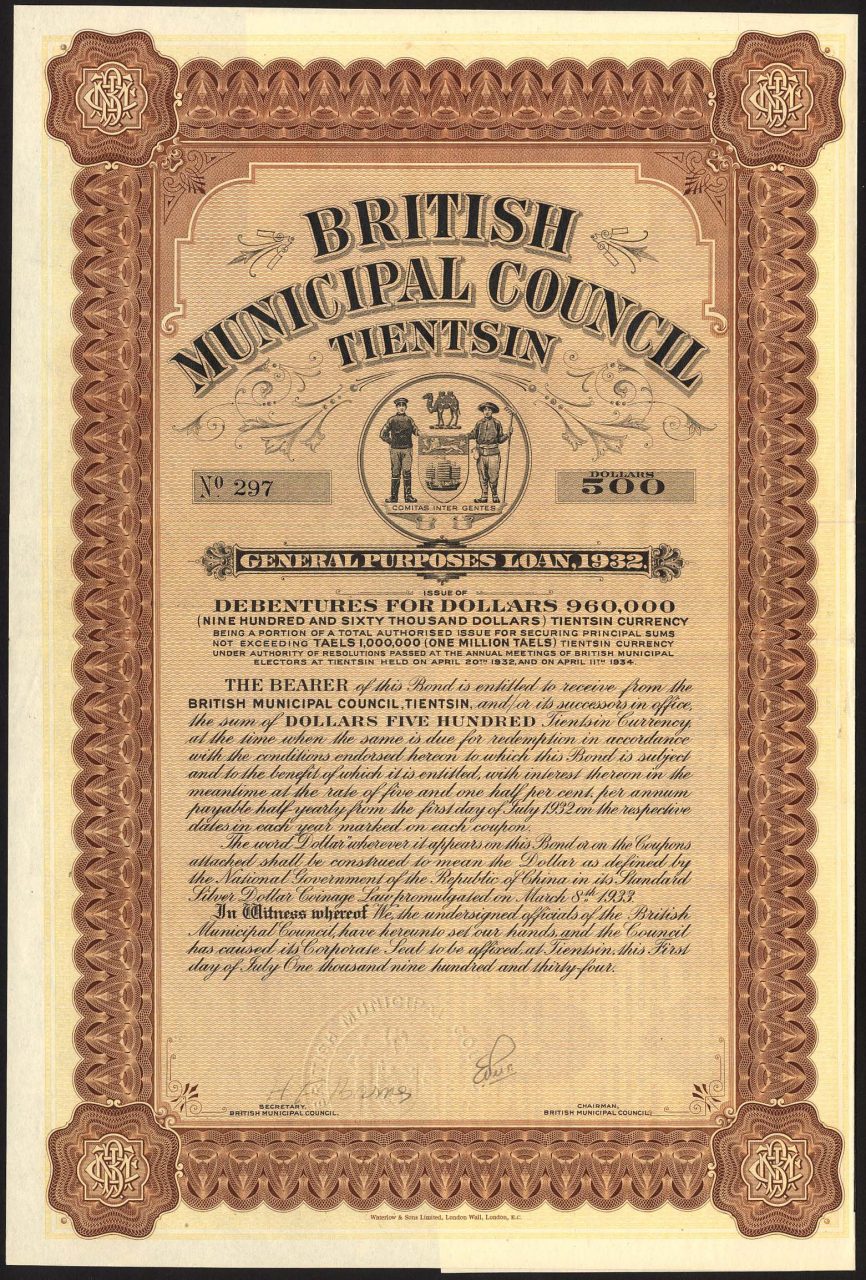 BRITISH
MUNICIPAL COUNCIL
TIENTSIN
COMITAS INTER GENTES
No. 297
DOLLARS
500
GENERAL PURPOSES LOAN, 1932.
ISSUE OF
DEBENTURES FOR DOLLARS 960,000
(NINE HUNDRED AND SIXTY THOUSAND DOLLARS) TIENTSIN CURRENCY
BEING A PORTION OF A TOTAL AUTHORISED ISSUE FOR SECURING PRINCIPAL SUMS
NOT EXCEEDING TAELS 1,000,000 (ONE MILLION TAELS) TIENTSIN CURRENCY
UNDER AUTHORITY OF RESOLUTIONS PASSED AT THE ANNUAL MEETINGS OF BRITISH MUNICIPAL
ELECTORS AT TIENTSIN HELD ON APRIL 20TH 1932, AND ON APRIL 11TH 1934.
THE BEARER of this Bond is entitled to receive from the
BRITISH MUNICIPAL COUNCIL, TIENTSIN, and/or its successors in office,
the sum of DOLLARS FIVE HUNDRED Tientsin Currency,
at the time when the same is due for redemption in accordance
with the conditions endorsed hereon to which this Bond is subject
and to the benefit of which it is entitled, with interest thereon in the
meantime at the rate of five and one half per cent, per annum
payable half yearly from the first day of July 1932 on the respective
dates in each year marked on each coupon.
The word "Dollar" wherever it appears on this Bond or on the Coupons
attached shall be construed to mean the Dollar as defined by
the National Government of the Republic of China in its Standard
Silver Dollar Coinage Law promulgated on March 8th 1933.
In Witness whereof We, the undersigned officials of the British
Municipal Council, have hereunto set our hands and the Council
has caused its Corporate Seal to be affixed at Tientsin, this First
day of July One thousand nine hundred and thirty-four.
BRITISH MUNICIPAL
SECRETARY,
BRITISH MUNICIPAL COUNCIL.
CHAIRMAN,
BRITISH MUNICIPAL COUNCIL.
Waterlow & Sons Limited, London Wall, London, E.C.